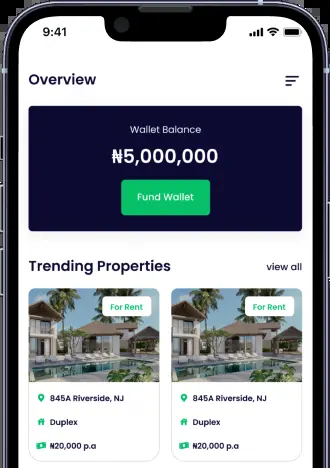 9:41
Overview
Wallet Balance
₦5,000,000
Fund Wallet
Trending Properties view all
For Rent For Rent
845A Riverside, NJ 845A Riverside, NJ
Duplex Duplex
₦20,000 p.a ₦20,000 p.a